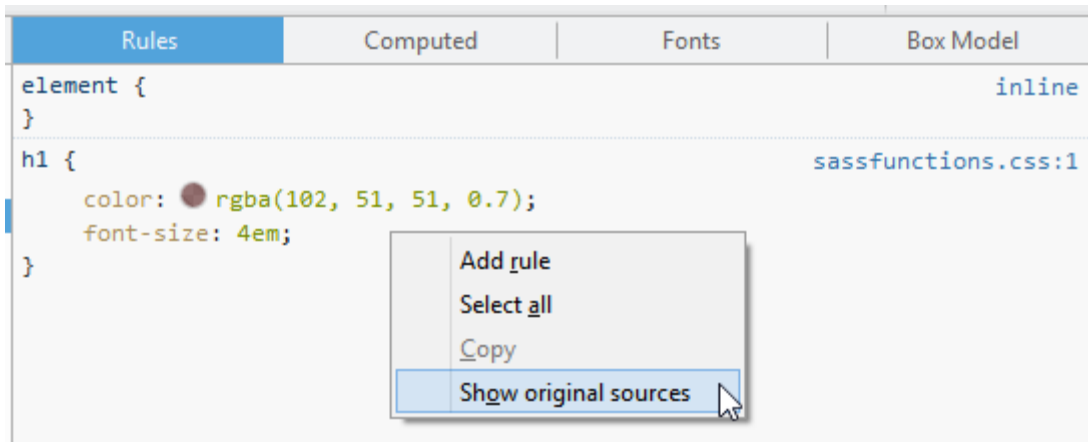 Rules Computed Fonts Box Model
element { inline
}
h1 { sassfunctions.css:1
color: rgba(102, 51, 51, 0.7);
font-size: 4em;
}
Add rule
Select all
Copy
Show original sources